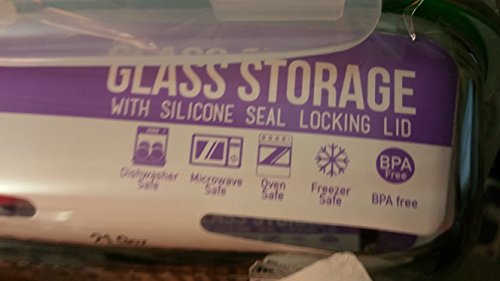 GLASS STORAGE
WITH SILICONE SEAL LOCKING LID
BPA
Free
Dishwasher Safe
Microwave Safe
Oven Safe
Freezer Safe
BPA free